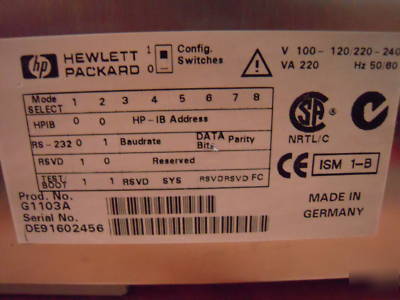 hp HEWLETT PACKARD
1 0 Config. Switches
V 100-120/220-240
VA 220 Hz 50/60
Mode SELECT 1 2 3 4 5 6 7 8
HPIB 0 0 HP-IB Address
RS-232 0 1 Baudrate DATA Bits Parity
RSVD 1 0 Reserved
TEST BOOT 1 1 RSVD SYS RSVD RSVD FC
SA NRTL/C
CE ISM 1-B
Prod. No.
G1103A
Serial No.
DE91602456
MADE IN GERMANY